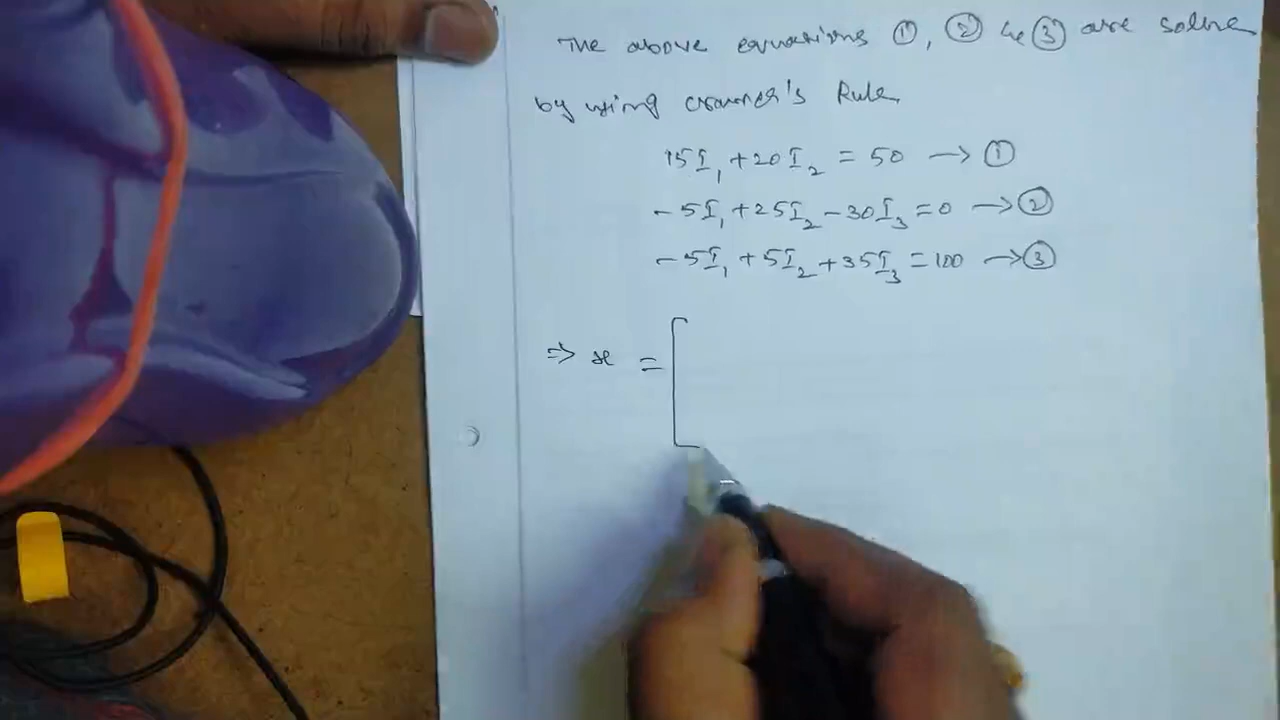 The above equations ①, ② & ③ are solve
by using cramer's Rule
15I₁ + 20I₂ = 50 → ①
- 5I₁ + 25I₂ - 30I₃ = 0 → ②
- 5I₁ + 5I₂ + 35I₃ = 100 → ③
⇒ x = [